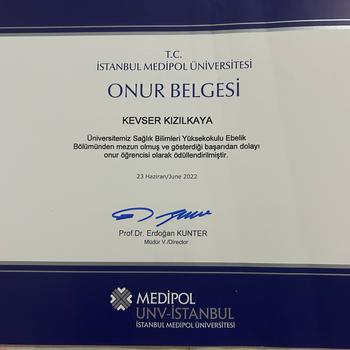 T.C.
İSTANBUL MEDİPOL ÜNİVERSİTESİ
ONUR BELGESİ
KEVSER KIZILKAYA
Üniversitemiz Sağlık Bilimleri Yüksekokulu Ebelik
Bölümünden mezun olmuş ve gösterdiği başarıdan dolayı
onur öğrencisi olarak ödüllendirilmiştir.
23 Haziran/June 2022
Prof.Dr. Erdoğan KUNTER
Müdür V./Director
MEDİPOL
UNV-İSTANBUL
İSTANBUL MEDİPOL ÜNİVERSİTESİ